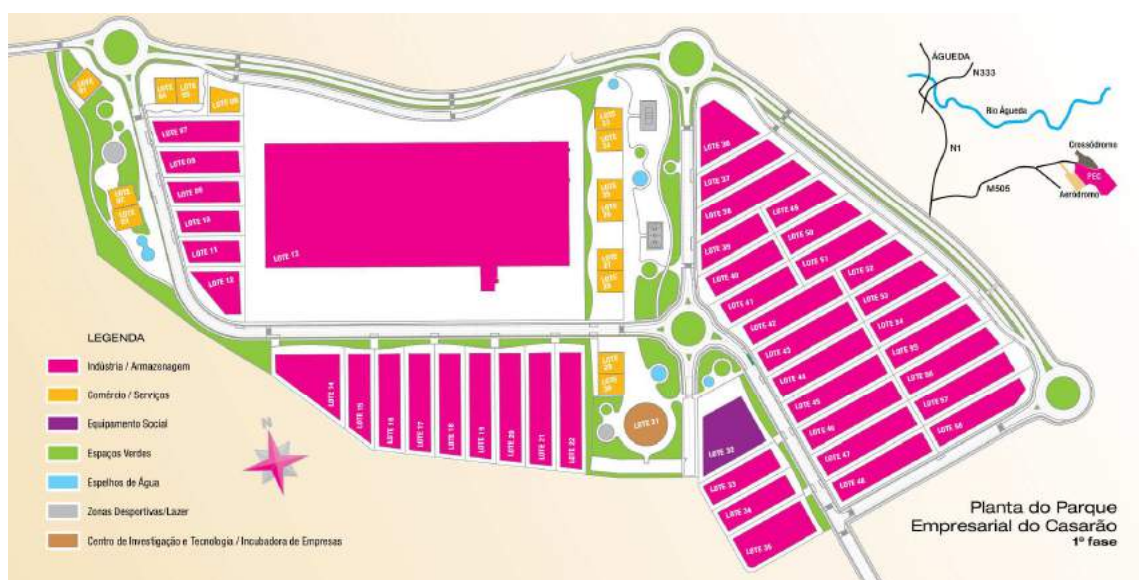 LOTE 07
LOTE 08
LOTE 09
LOTE 10
LOTE 11
LOTE 12
LOTE 13
LOTE 14
LOTE 15
LOTE 16
LOTE 17
LOTE 18
LOTE 19
LOTE 20
LOTE 21
LOTE 22
LOTE 31
LOTE 32
LOTE 33
LOTE 34
LOTE 35
LOTE 36
LOTE 37
LOTE 38
LOTE 39
LOTE 40
LOTE 41
LOTE 42
LOTE 43
LOTE 44
LOTE 45
LOTE 46
LOTE 47
LOTE 48
LOTE 49
LOTE 50
LOTE 51
LOTE 52
LOTE 53
LOTE 54
LOTE 55
LOTE 56
LOTE 57
LOTE 58
ÁGUEDA
N333
Rio Águeda
N1
M505
Crossódromo
PEC
Aeródromo
LEGENDA
Indústria / Armazenagem
Comércio / Serviços
Equipamento Social
Espaços Verdes
Espelhos de Água
Zonas Desportivas/Lazer
Centro de Investigação e Tecnologia / Incubadora de Empresas
N
Planta do Parque
Empresarial do Casarão
1ª fase